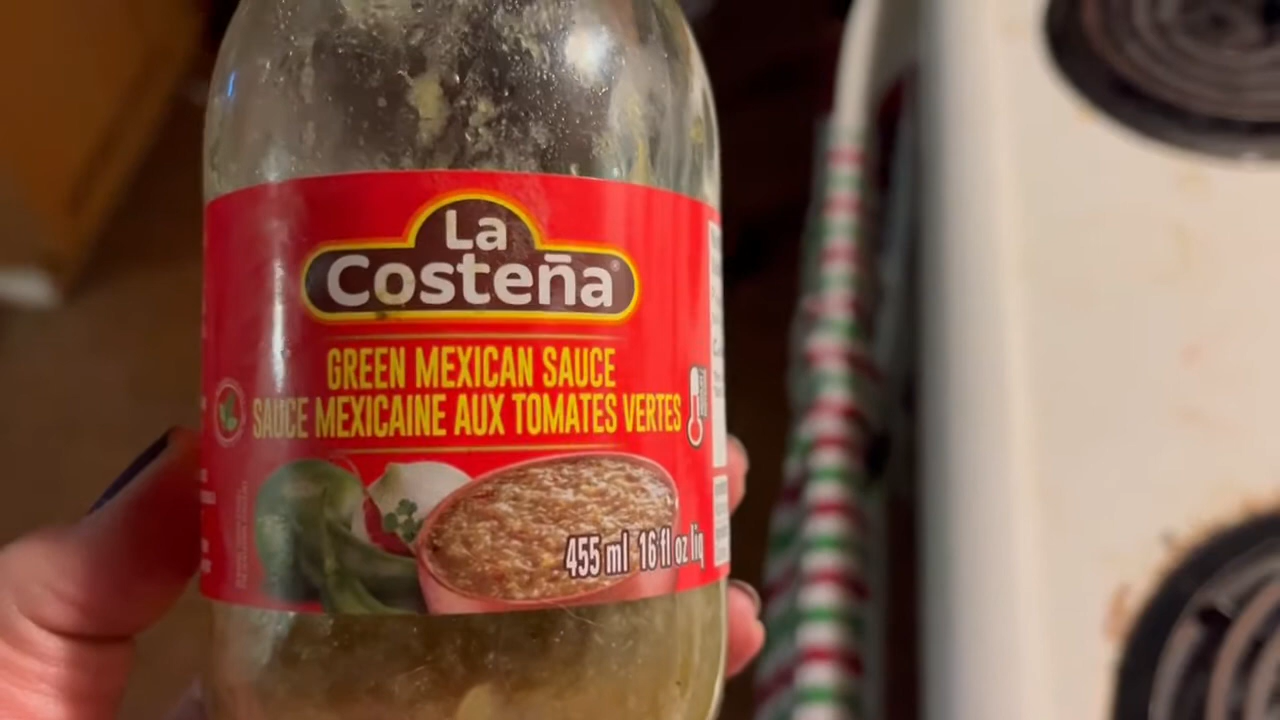 La
Costeña
GREEN MEXICAN SAUCE
SAUCE MEXICAINE AUX TOMATES VERTES
455 ml 16 fl oz liq